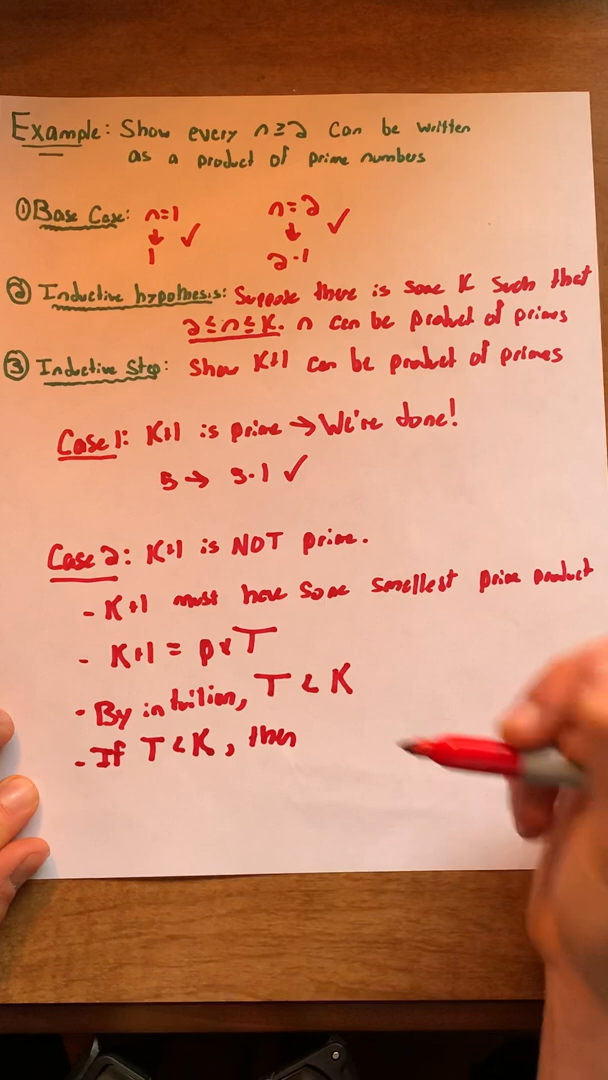 Example: Show every n≥2 can be written
as a product of prime numbers
① Base Case: n=1 n=2
↓ ✓ ↓ ✓
1 2·1
② Inductive hypothesis: Suppose there is some K such that
2≤n≤K. n can be product of primes
③ Inductive Step: Show K+1 can be product of primes
Case 1: K+1 is prime → We're done!
5 → 5·1 ✓
Case 2: K+1 is NOT prime.
- K+1 must have some smallest prime product
- K+1 = p×T
- By intuition, T < K
- If T < K, then